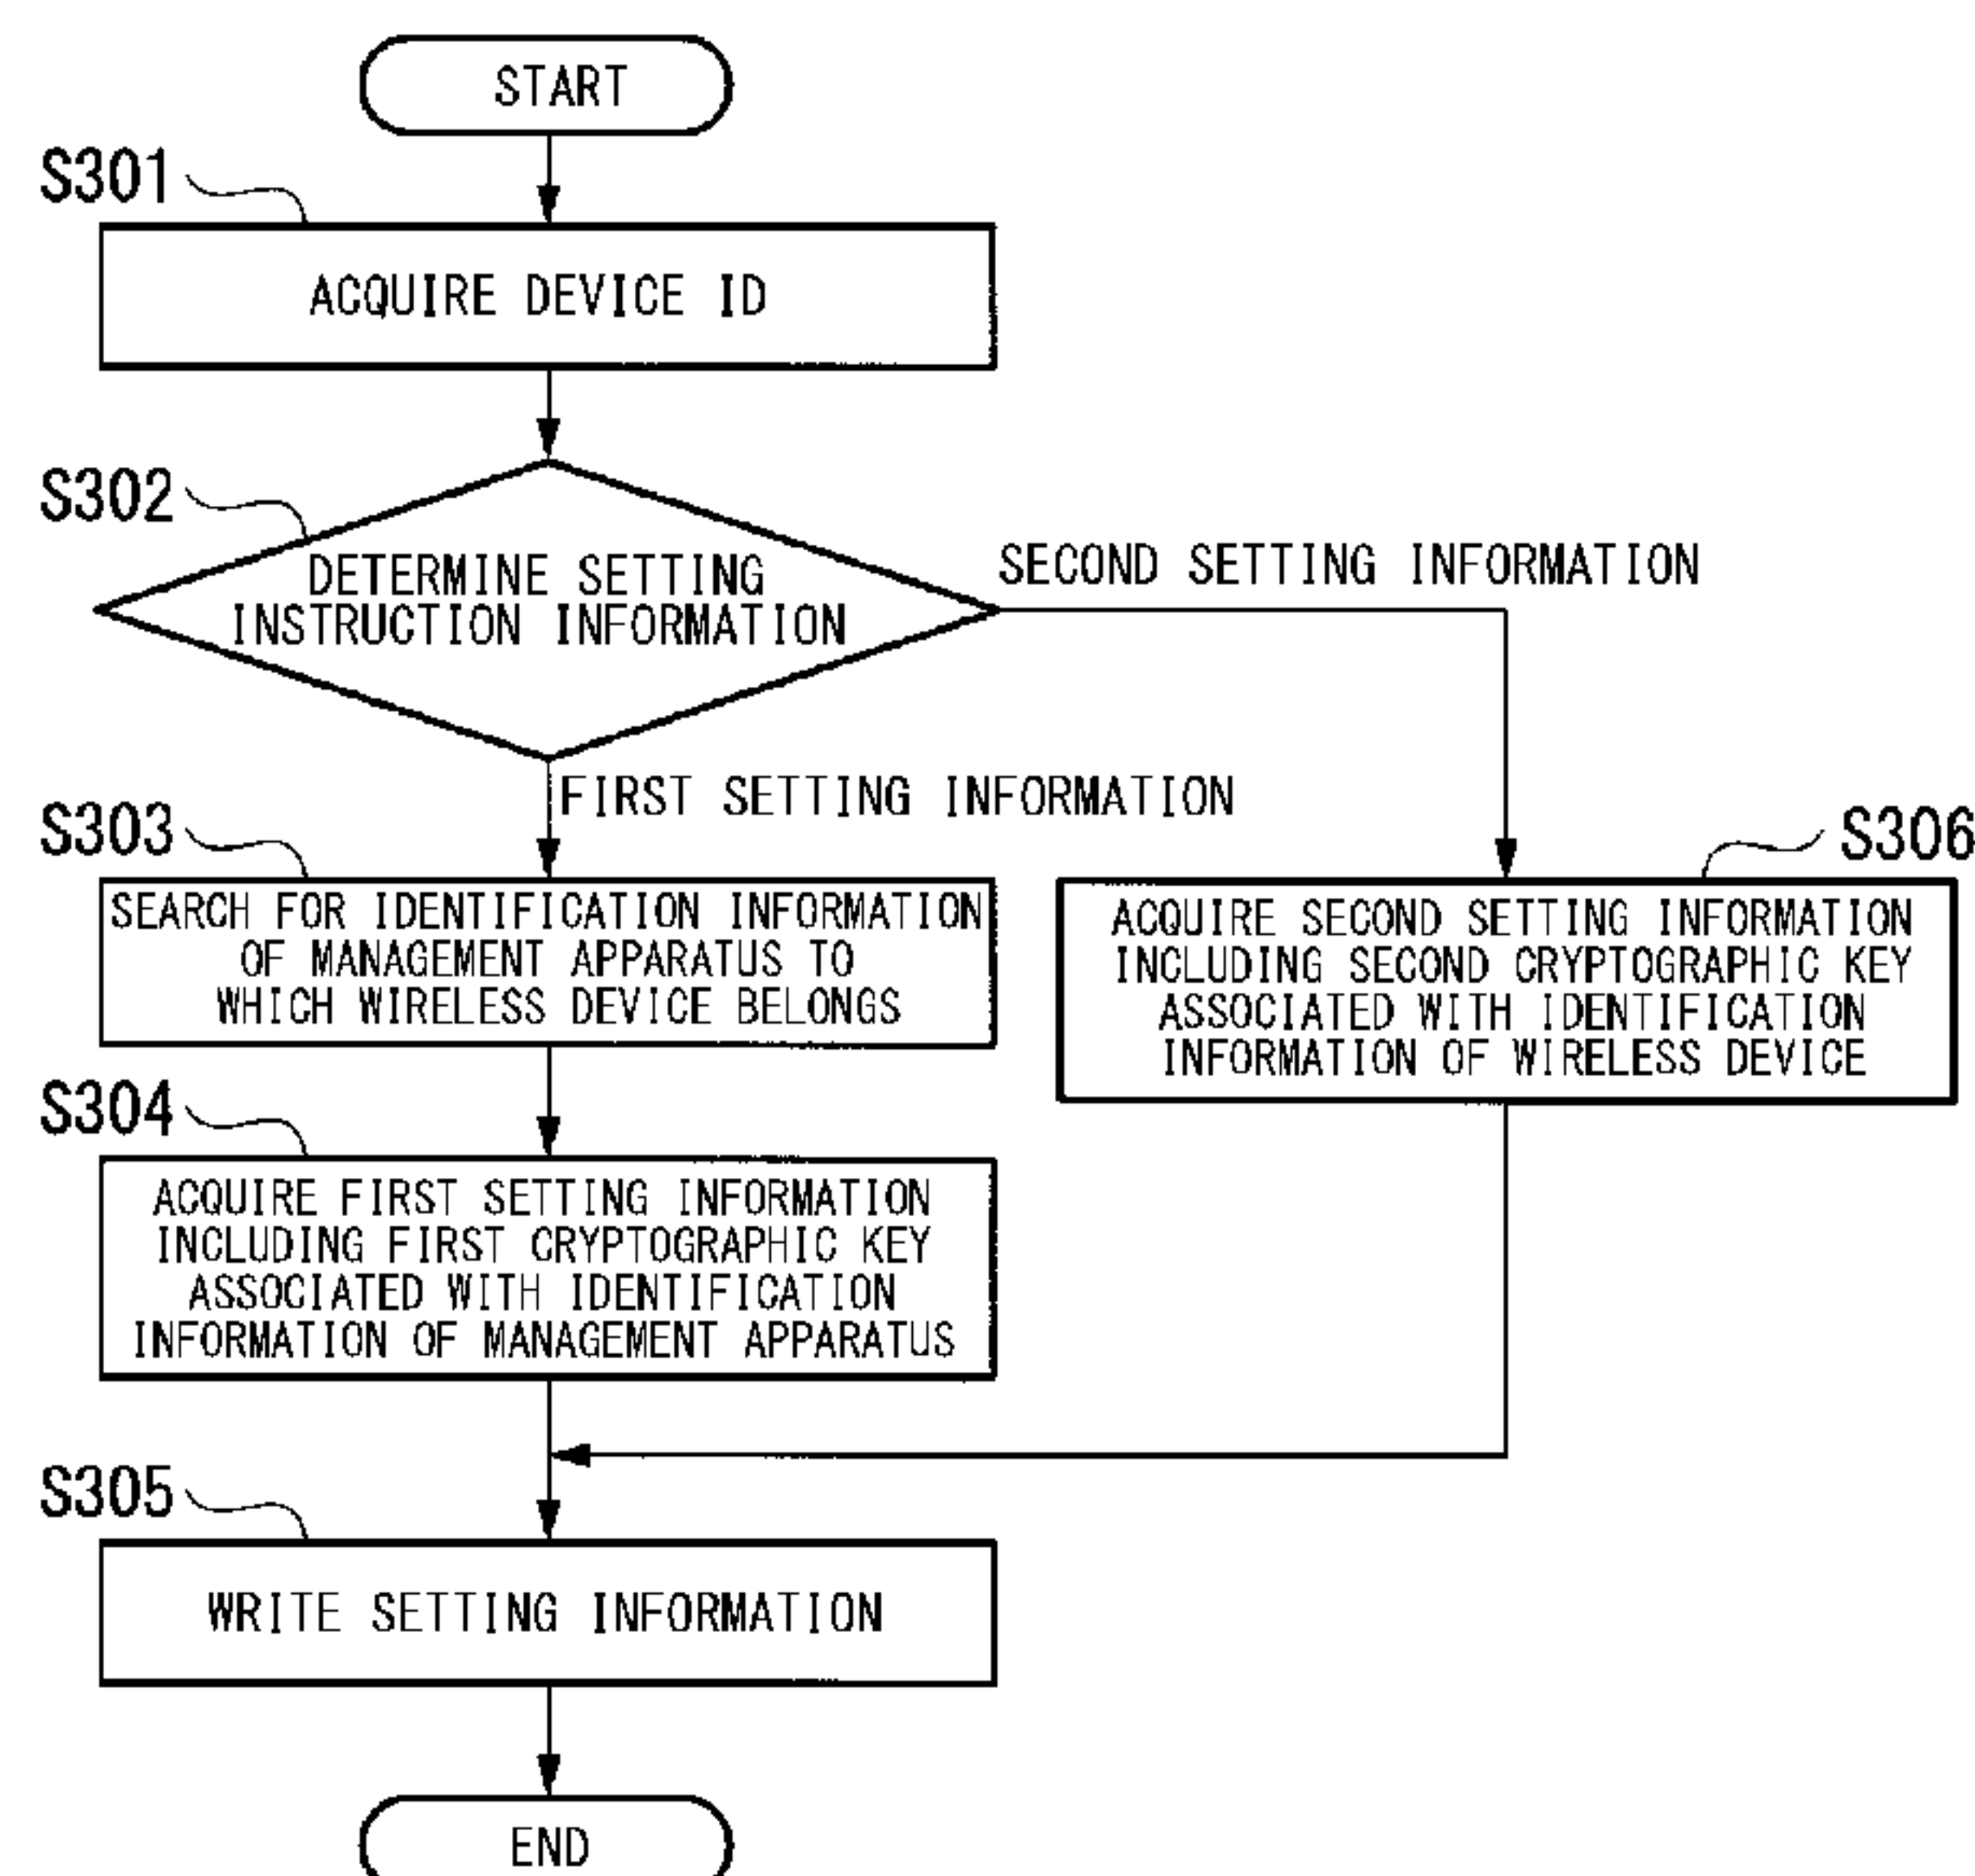 START
S301
ACQUIRE DEVICE ID
S302
DETERMINE SETTING
INSTRUCTION INFORMATION
SECOND SETTING INFORMATION
FIRST SETTING INFORMATION
S303
SEARCH FOR IDENTIFICATION INFORMATION
OF MANAGEMENT APPARATUS TO
WHICH WIRELESS DEVICE BELONGS
S306
ACQUIRE SECOND SETTING INFORMATION
INCLUDING SECOND CRYPTOGRAPHIC KEY
ASSOCIATED WITH IDENTIFICATION
INFORMATION OF WIRELESS DEVICE
S304
ACQUIRE FIRST SETTING INFORMATION
INCLUDING FIRST CRYPTOGRAPHIC KEY
ASSOCIATED WITH IDENTIFICATION
INFORMATION OF MANAGEMENT APPARATUS
S305
WRITE SETTING INFORMATION
END